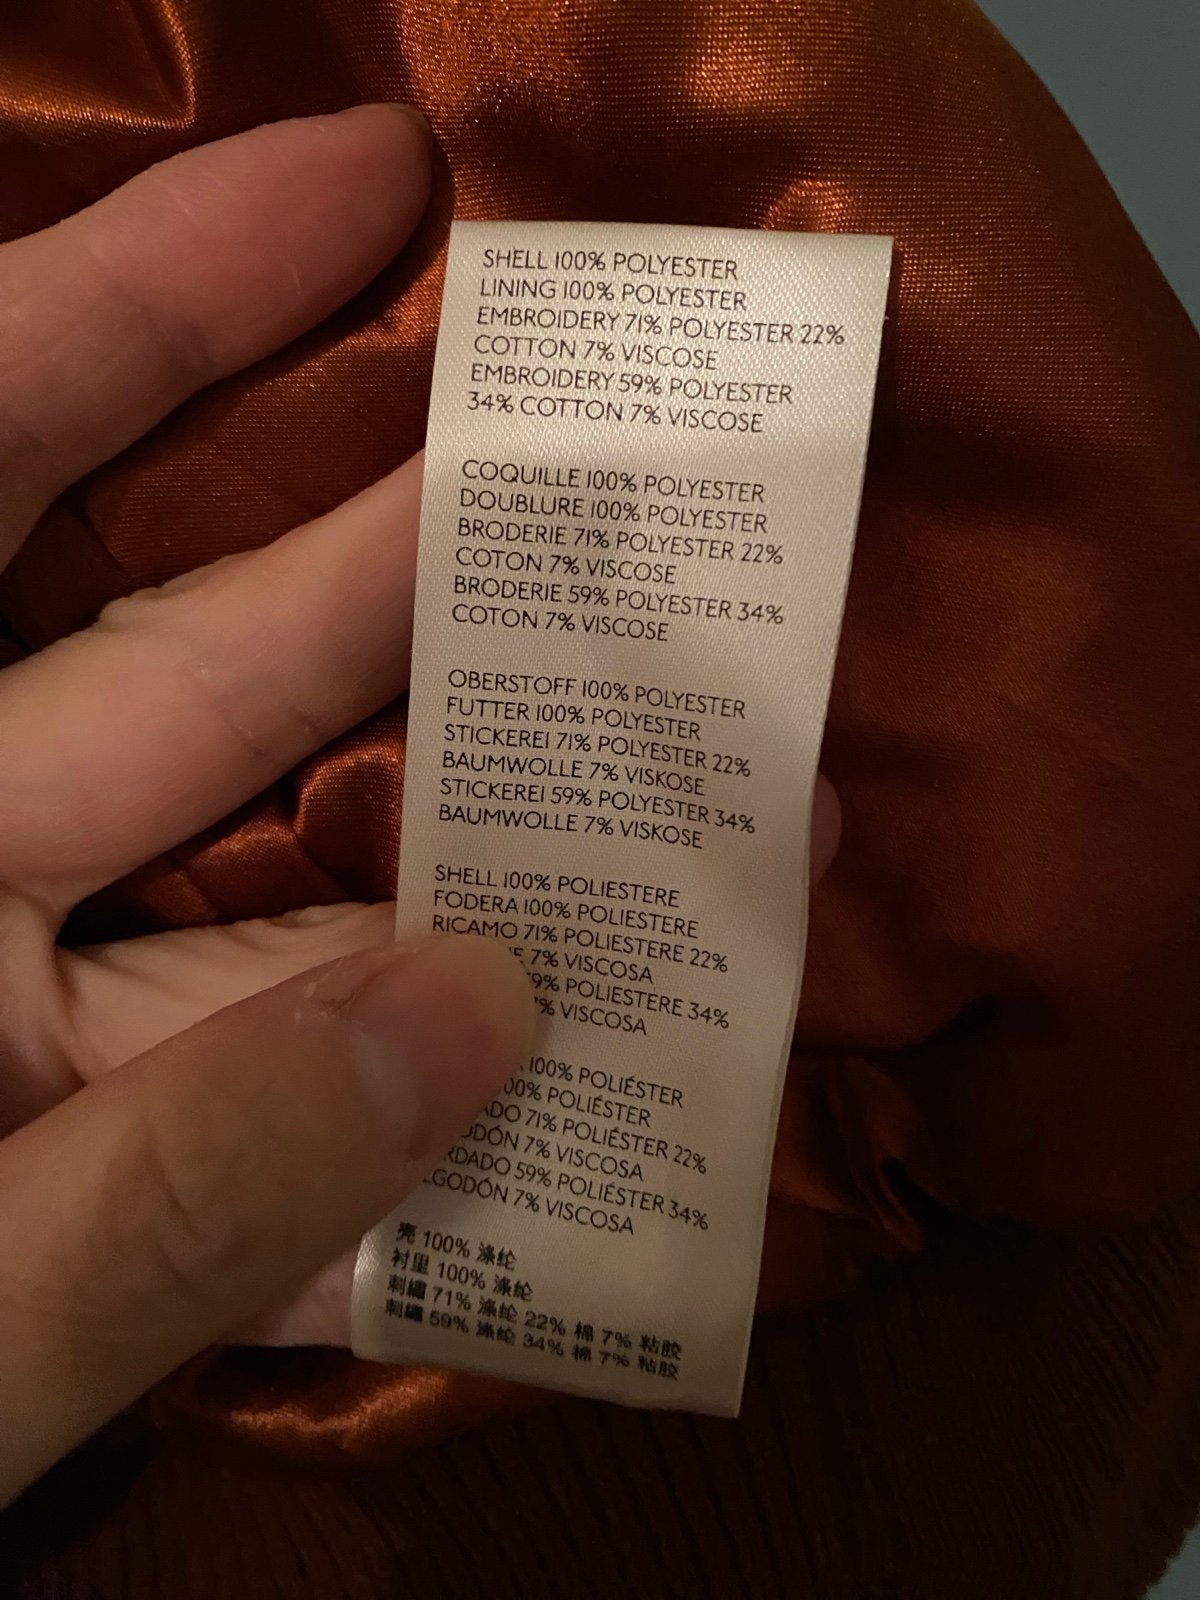 SHELL 100% POLYESTER
LINING 100% POLYESTER
EMBROIDERY 71% POLYESTER 22%
COTTON 7% VISCOSE
EMBROIDERY 59% POLYESTER
34% COTTON 7% VISCOSE
COQUILLE 100% POLYESTER
DOUBLURE 100% POLYESTER
BRODERIE 71% POLYESTER 22%
COTON 7% VISCOSE
BRODERIE 59% POLYESTER 34%
COTON 7% VISCOSE
OBERSTOFF 100% POLYESTER
FUTTER 100% POLYESTER
STICKEREI 71% POLYESTER 22%
BAUMWOLLE 7% VISKOSE
STICKEREI 59% POLYESTER 34%
BAUMWOLLE 7% VISKOSE
SHELL 100% POLIESTERE
FODERA 100% POLIESTERE
RICAMO 71% POLIESTERE 22%
7% VISCOSA
POLIESTERE 34%
VISCOSA
100% POLIÉSTER
POLIÉSTER
71% POLIÉSTER 22%
7% VISCOSA
59% POLIÉSTER 34%
7% VISCOSA
壳 100% 涤纶
衬里 100% 涤纶
刺繡 71% 涤纶 22% 棉 7% 粘胶
刺繡 59% 涤纶 34% 棉 7% 粘胶